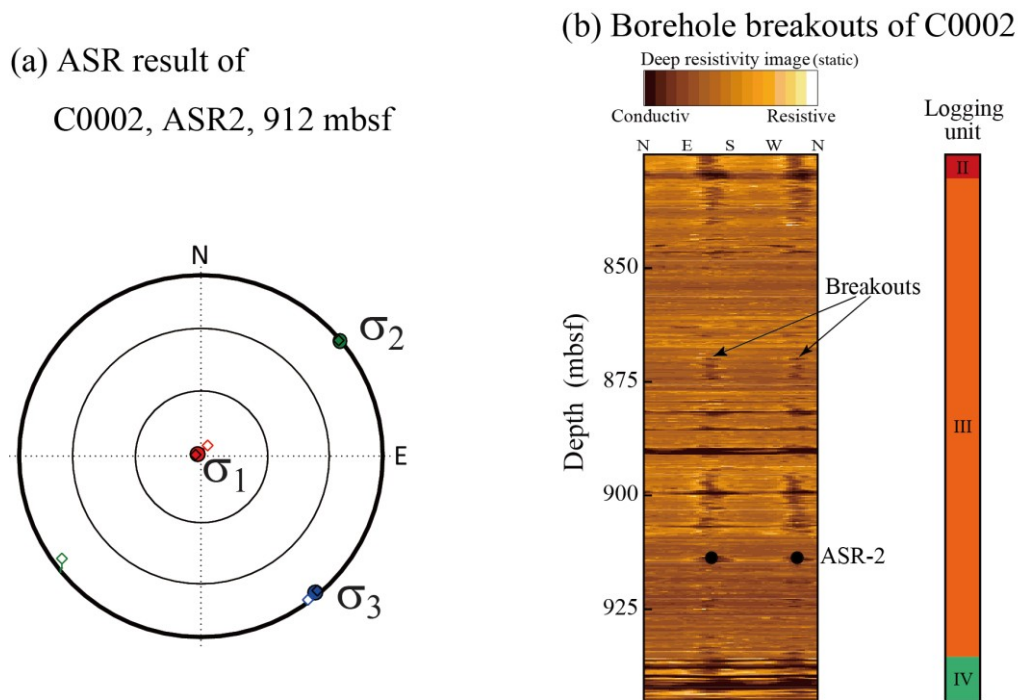 (a) ASR result of
C0002, ASR2, 912 mbsf
N
E
σ2
σ1
σ3
(b) Borehole breakouts of C0002
Deep resistivity image (static)
Conductiv Resistive
N E S W N
Logging
unit
II
III
IV
Depth (mbsf)
850
875
900
925
Breakouts
ASR-2